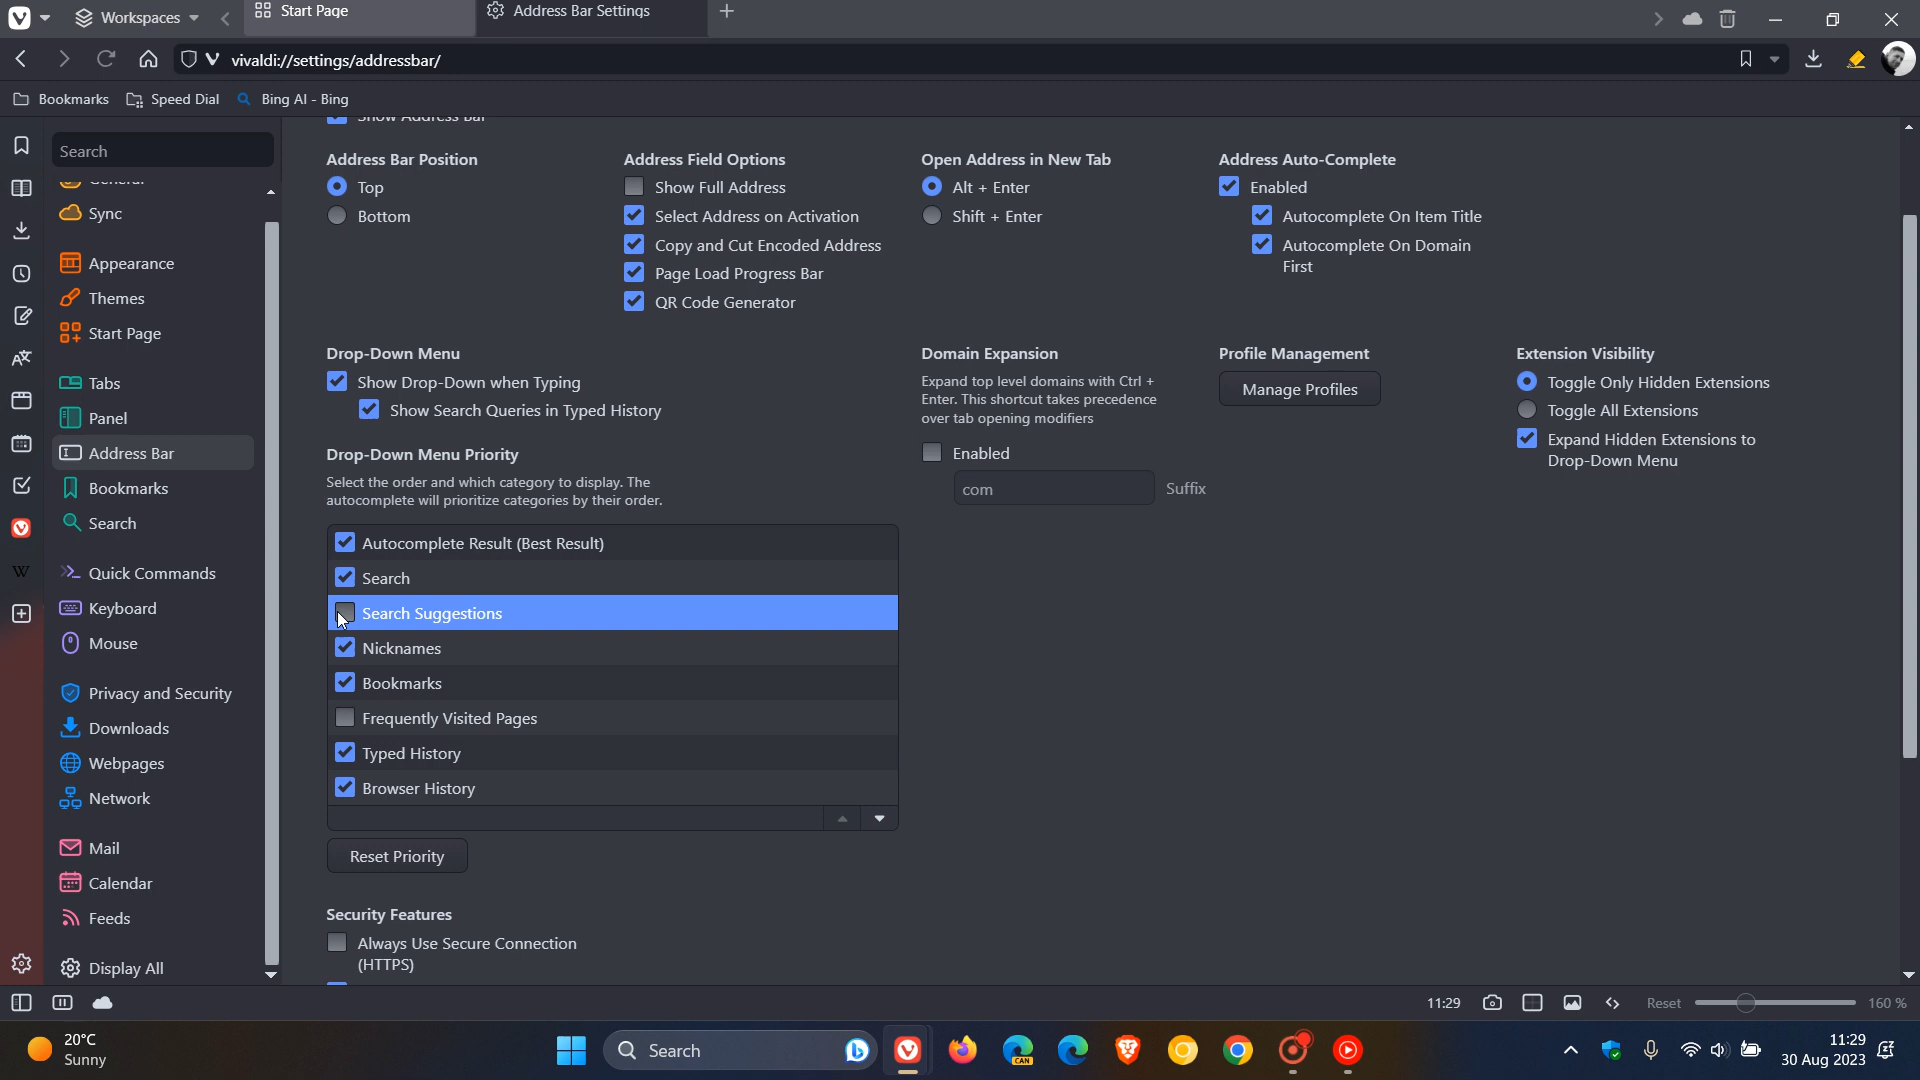 Workspaces
Start Page
Address Bar Settings
vivaldi://settings/addressbar/
Bookmarks
Speed Dial
Bing AI - Bing
Search
General
Sync
Appearance
Themes
Start Page
Tabs
Panel
Address Bar
Bookmarks
Search
Quick Commands
Keyboard
Mouse
Privacy and Security
Downloads
Webpages
Network
Mail
Calendar
Feeds
Display All
Show Address Bar
Address Bar Position
Top
Bottom
Address Field Options
Show Full Address
Select Address on Activation
Copy and Cut Encoded Address
Page Load Progress Bar
QR Code Generator
Open Address in New Tab
Alt + Enter
Shift + Enter
Address Auto-Complete
Enabled
Autocomplete On Item Title
Autocomplete On Domain
First
Drop-Down Menu
Show Drop-Down when Typing
Show Search Queries in Typed History
Drop-Down Menu Priority
Select the order and which category to display. The
autocomplete will prioritize categories by their order.
Autocomplete Result (Best Result)
Search
Search Suggestions
Nicknames
Bookmarks
Frequently Visited Pages
Typed History
Browser History
Reset Priority
Domain Expansion
Expand top level domains with Ctrl +
Enter. This shortcut takes precedence
over tab opening modifiers
Enabled
com
Suffix
Profile Management
Manage Profiles
Extension Visibility
Toggle Only Hidden Extensions
Toggle All Extensions
Expand Hidden Extensions to
Drop-Down Menu
Security Features
Always Use Secure Connection
(HTTPS)
W
11:29
Reset
160 %
20°C
Sunny
Search
CAN
11:29
30 Aug 2023